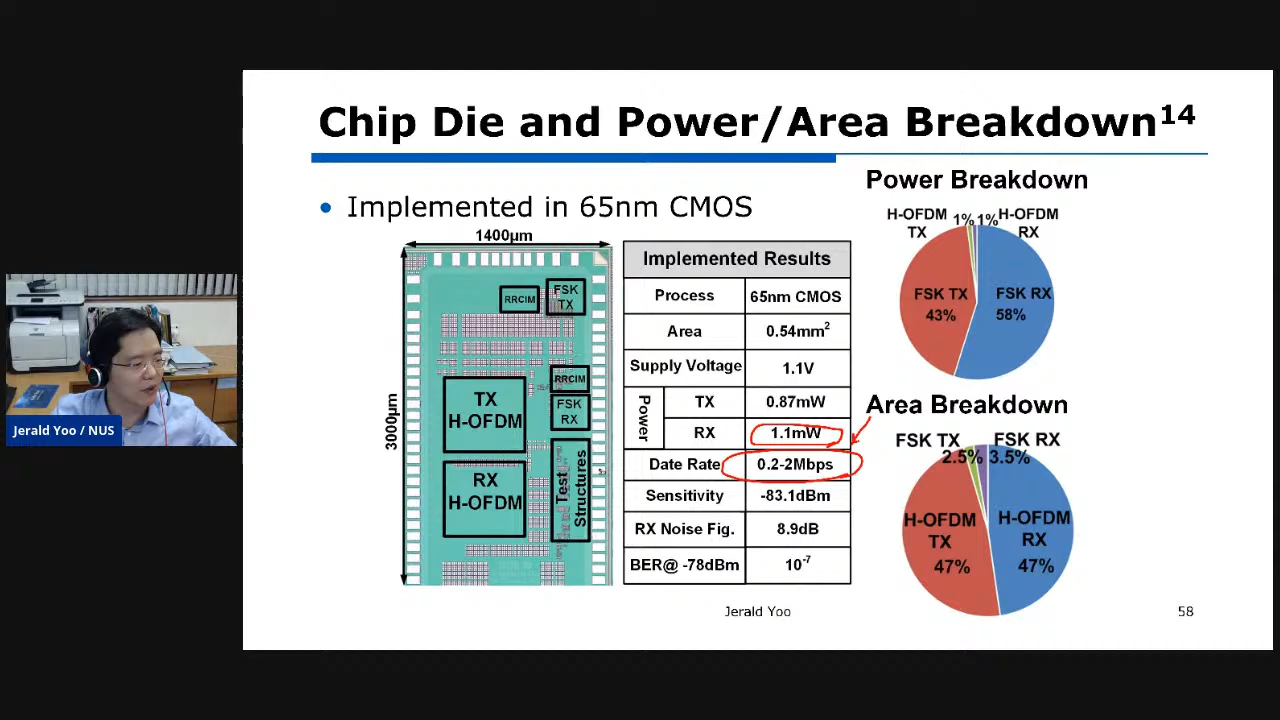 Chip Die and Power/Area Breakdown14
• Implemented in 65nm CMOS
1400µm
3000µm
RRCIM
FSK
TX
RRCIM
FSK
RX
TX
H-OFDM
RX
H-OFDM
Test
Structures
Implemented Results
Process 65nm CMOS
Area 0.54mm2
Supply Voltage 1.1V
Power
TX 0.87mW
RX 1.1mW
Date Rate 0.2-2Mbps
Sensitivity -83.1dBm
RX Noise Fig. 8.9dB
BER@ -78dBm 10-7
Power Breakdown
H-OFDM
TX
1% 1%
H-OFDM
RX
FSK TX
43%
FSK RX
58%
Area Breakdown
FSK TX
2.5%
FSK RX
3.5%
H-OFDM
TX
47%
H-OFDM
RX
47%
Jerald Yoo
58
Jerald Yoo / NUS